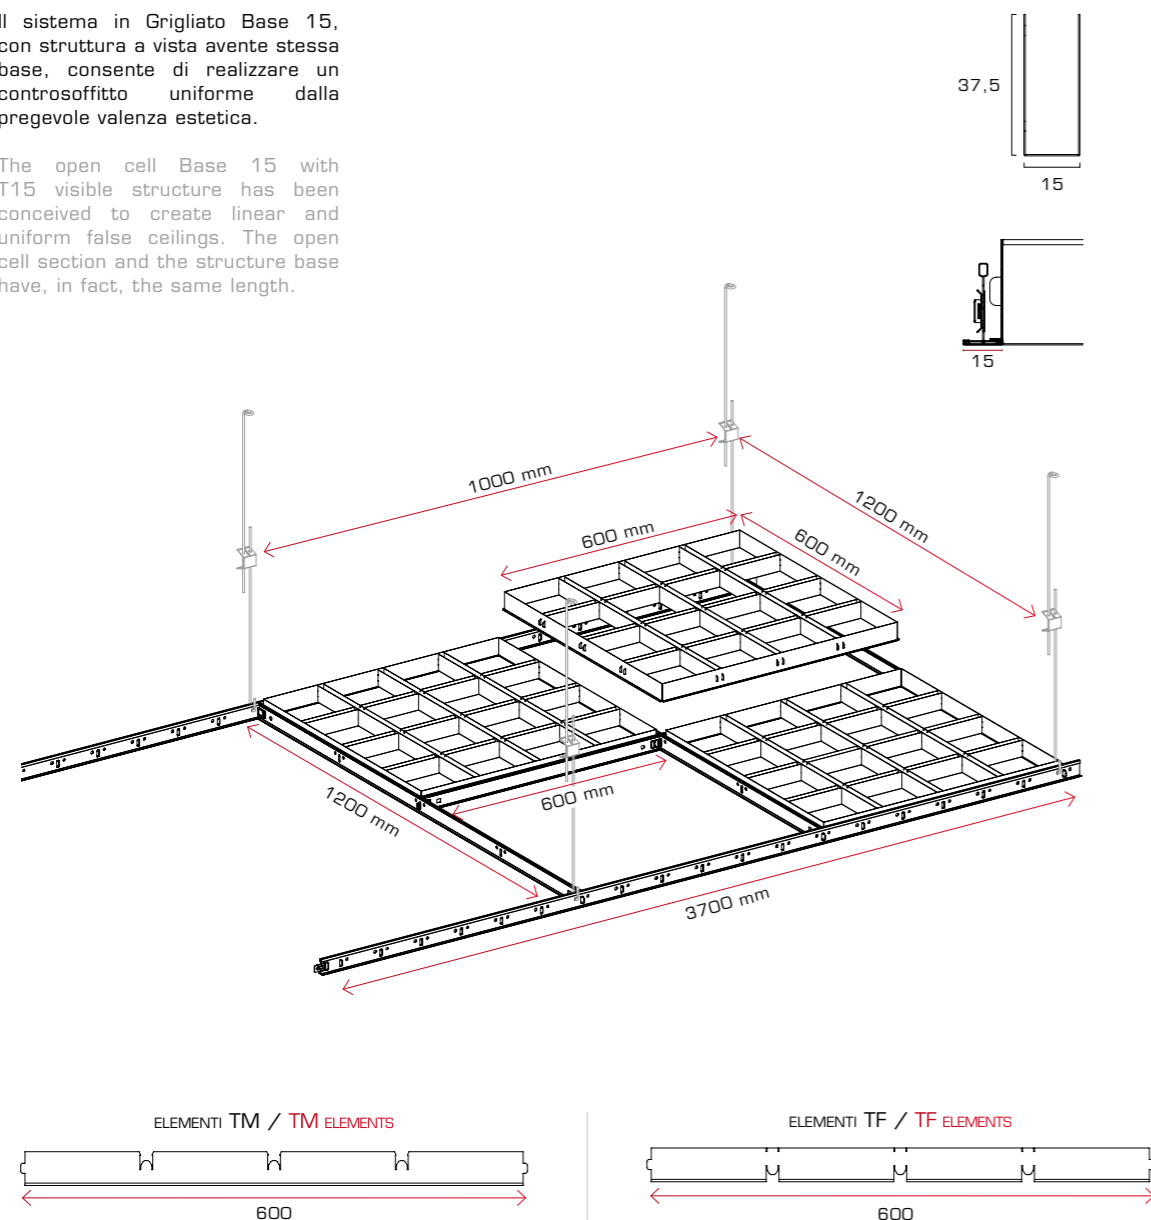 Il sistema in Grigliato Base 15,
con struttura a vista avente stessa
base, consente di realizzare un
controsoffitto uniforme dalla
pregevole valenza estetica.
The open cell Base 15 with
T15 visible structure has been
conceived to create linear and
uniform false ceilings. The open
cell section and the structure base
have, in fact, the same length.
37,5
15
15
1000 mm
1200 mm
600 mm
600 mm
1200 mm
600 mm
3700 mm
ELEMENTI TM / TM ELEMENTS
600
ELEMENTI TF / TF ELEMENTS
600